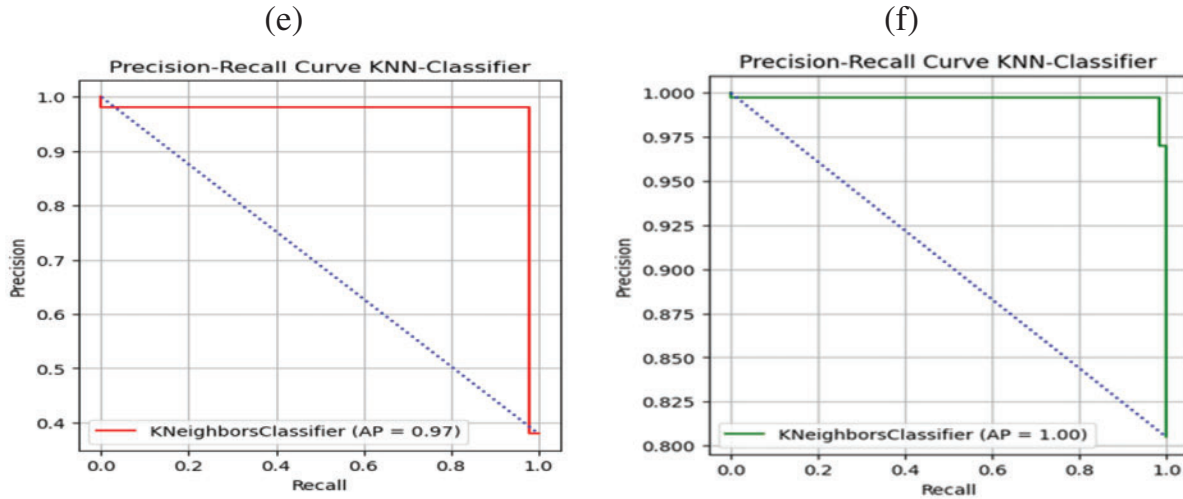 (e)
Precision-Recall Curve KNN-Classifier
1.0
0.9
0.8
0.7
0.6
0.5
0.4
Precision
KNeighborsClassifier (AP = 0.97)
0.0 0.2 0.4 0.6 0.8 1.0
Recall
(f)
Precision-Recall Curve KNN-Classifier
1.000
0.975
0.950
0.925
0.900
0.875
0.850
0.825
0.800
Precision
KNeighborsClassifier (AP = 1.00)
0.0 0.2 0.4 0.6 0.8 1.0
Recall